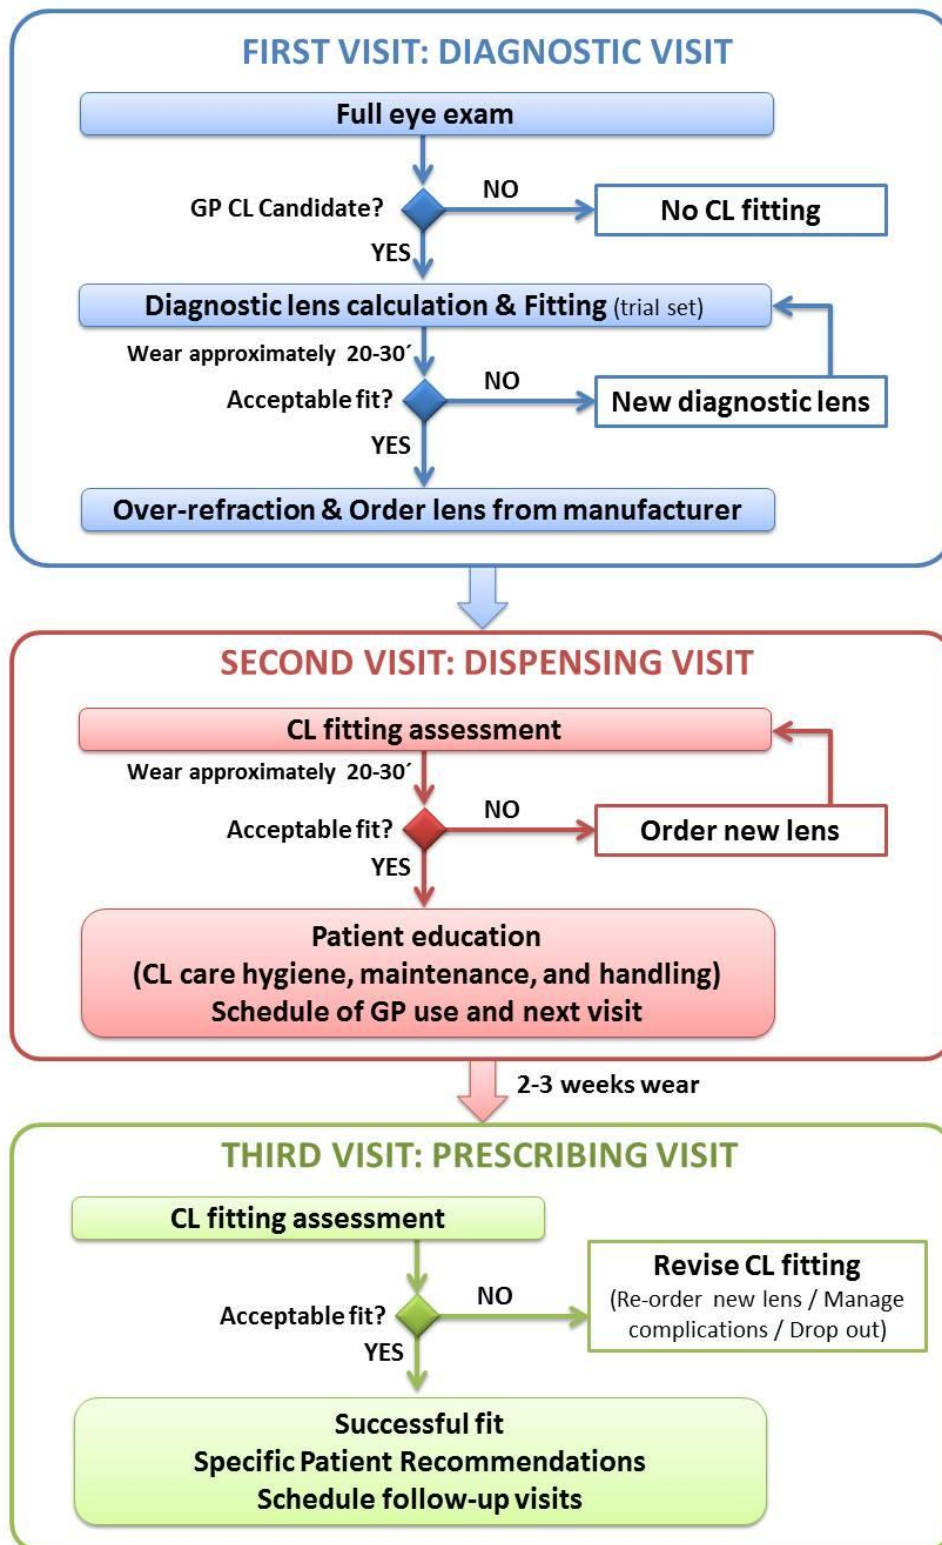 FIRST VISIT: DIAGNOSTIC VISIT
Full eye exam
GP CL Candidate?
NO
No CL fitting
YES
Diagnostic lens calculation & Fitting (trial set)
Wear approximately 20-30´
Acceptable fit?
NO
New diagnostic lens
YES
Over-refraction & Order lens from manufacturer
SECOND VISIT: DISPENSING VISIT
CL fitting assessment
Wear approximately 20-30´
Acceptable fit?
NO
Order new lens
YES
Patient education
(CL care hygiene, maintenance, and handling)
Schedule of GP use and next visit
2-3 weeks wear
THIRD VISIT: PRESCRIBING VISIT
CL fitting assessment
Acceptable fit?
NO
Revise CL fitting
(Re-order new lens / Manage
complications / Drop out)
YES
Successful fit
Specific Patient Recommendations
Schedule follow-up visits